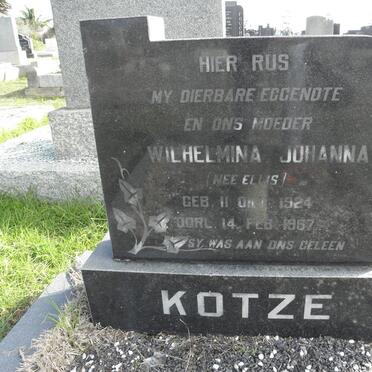 HIER RUS
MY DIERBARE EGGENOTE
EN ONS MOEDER
WILHELMINA JOHANNA
(NEE ELLIS)
GEB. 11 OKT. 1924
OORL. 14 FEB. 1967
SY WAS AAN ONS GELEEN
KOTZE